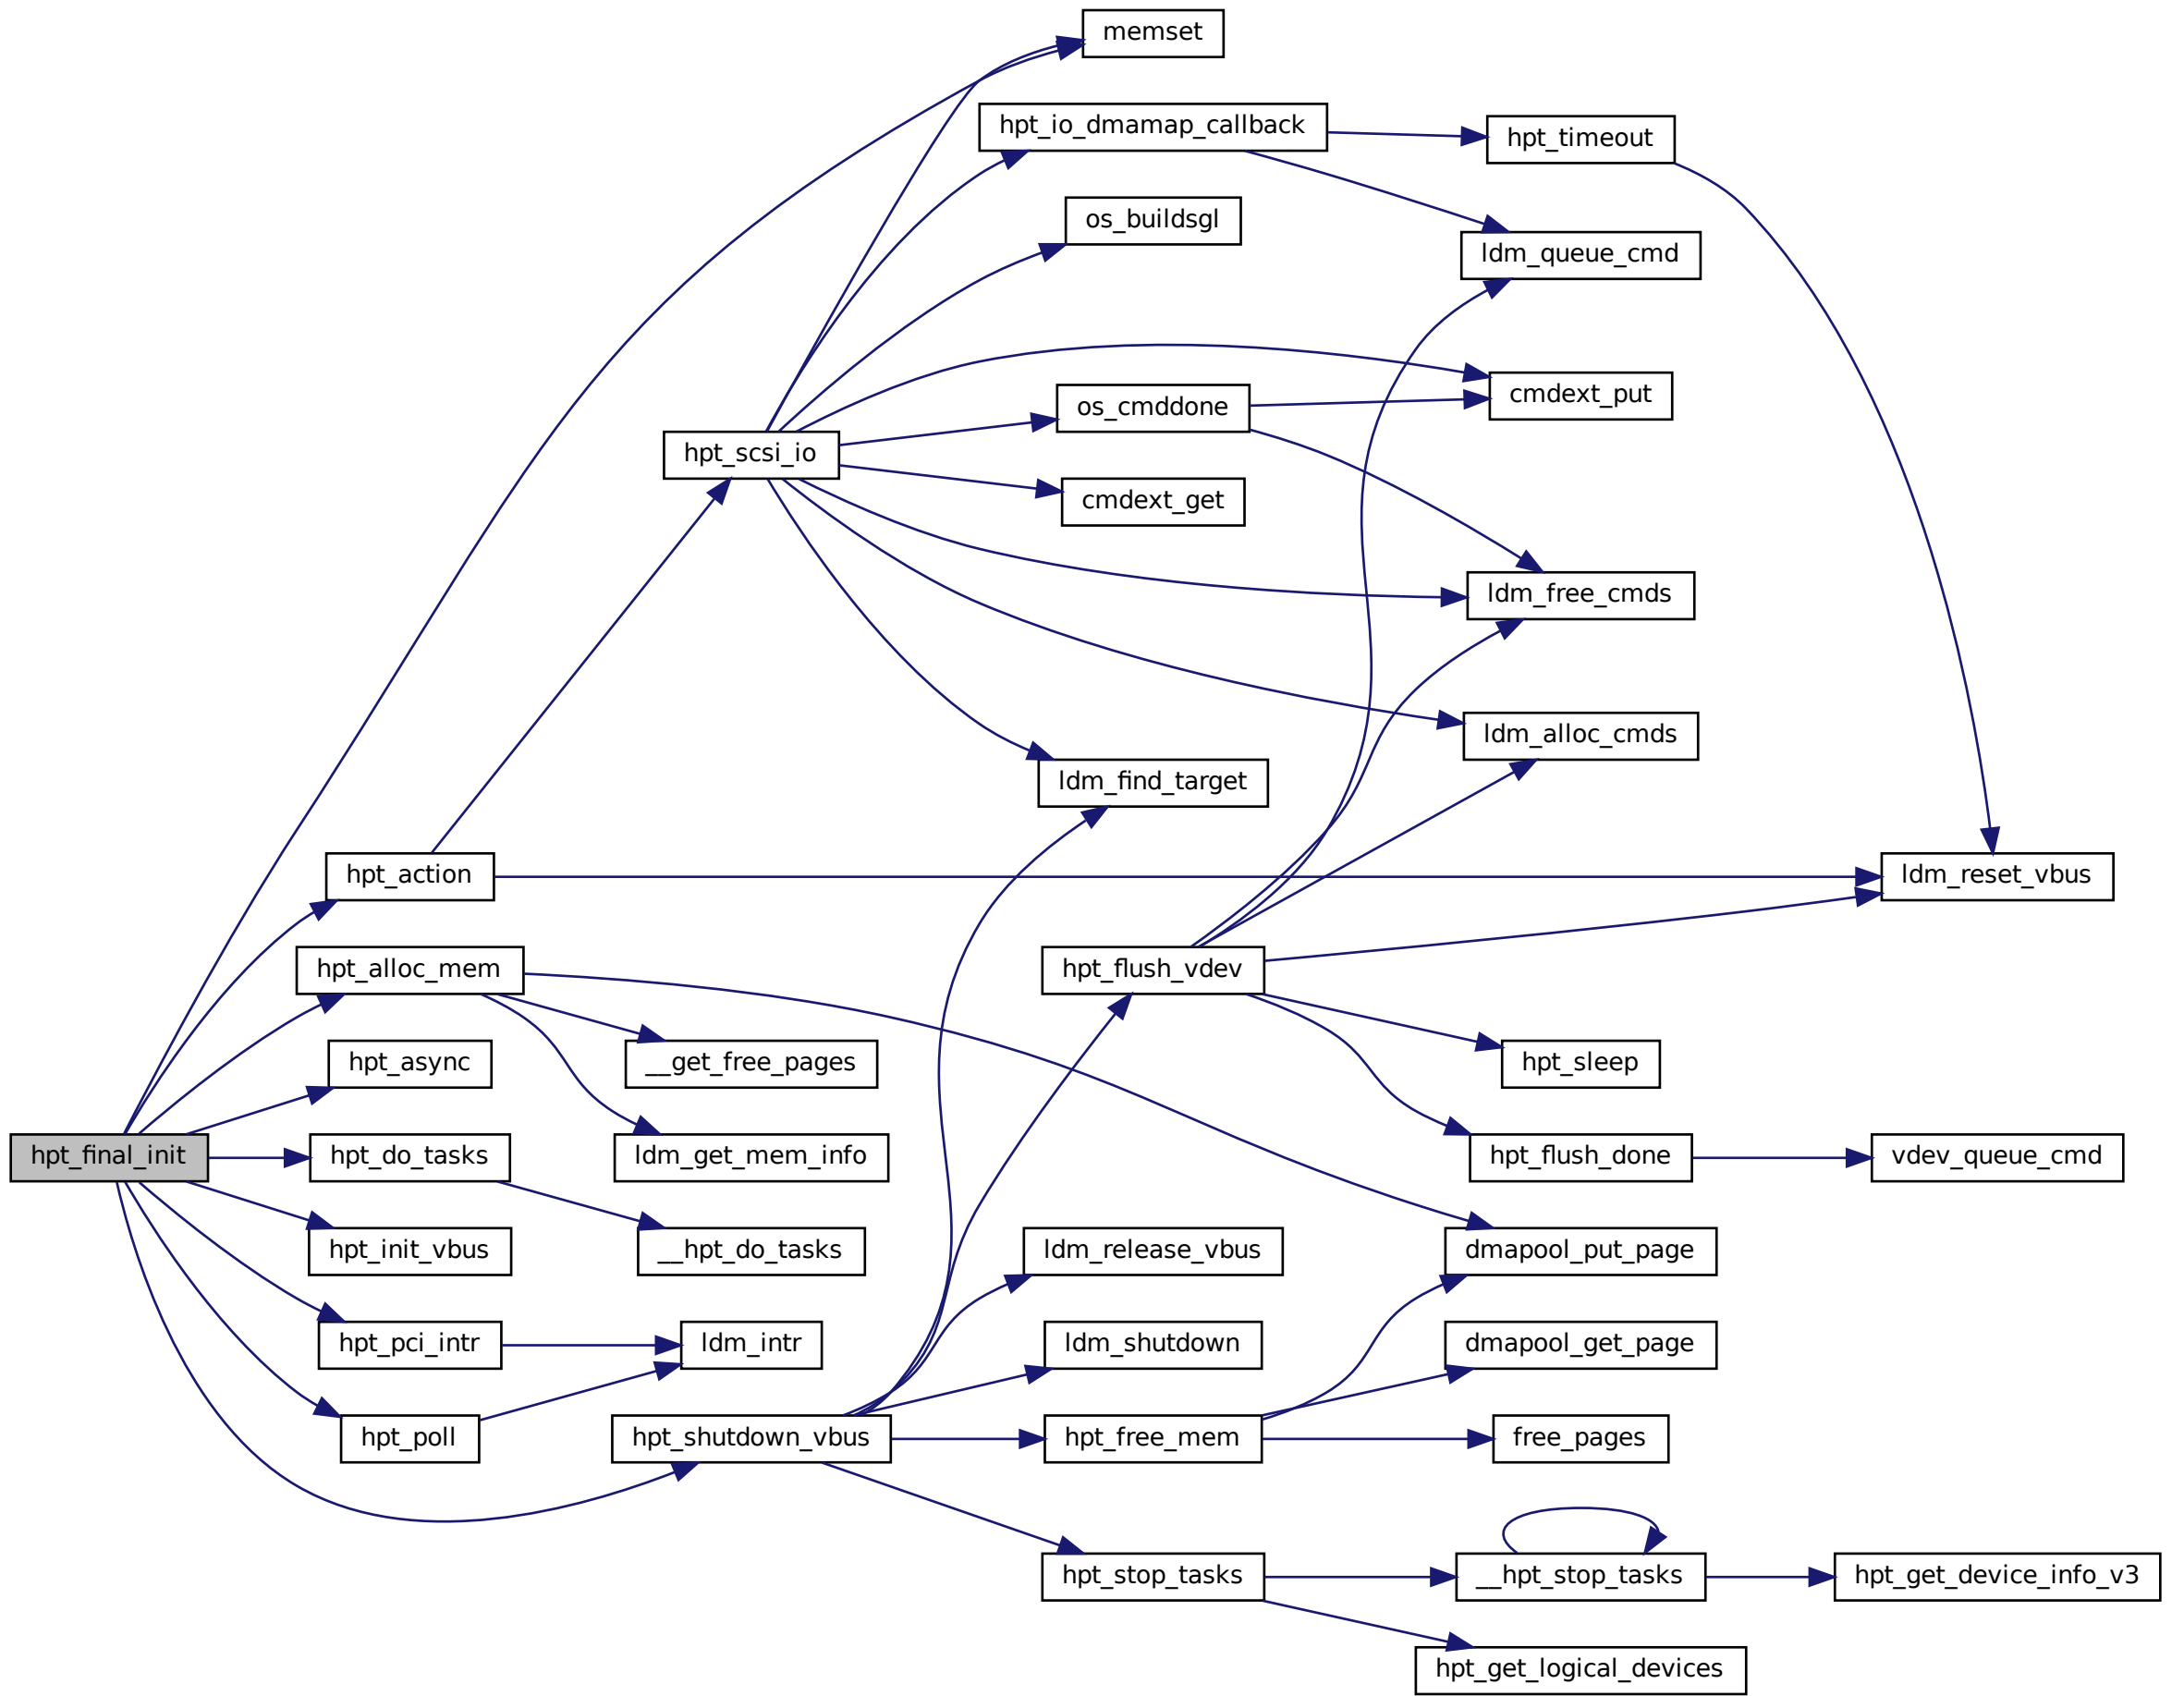 memset
hpt_io_dmamap_callback
hpt_timeout
os_buildsgl
ldm_queue_cmd
cmdext_put
os_cmddone
hpt_scsi_io
cmdext_get
ldm_free_cmds
ldm_alloc_cmds
ldm_find_target
hpt_action
ldm_reset_vbus
hpt_alloc_mem
hpt_flush_vdev
hpt_async
__get_free_pages
hpt_sleep
hpt_final_init
hpt_do_tasks
ldm_get_mem_info
hpt_flush_done
vdev_queue_cmd
hpt_init_vbus
__hpt_do_tasks
ldm_release_vbus
dmapool_put_page
hpt_pci_intr
ldm_intr
ldm_shutdown
dmapool_get_page
hpt_poll
hpt_shutdown_vbus
hpt_free_mem
free_pages
hpt_stop_tasks
__hpt_stop_tasks
hpt_get_device_info_v3
hpt_get_logical_devices